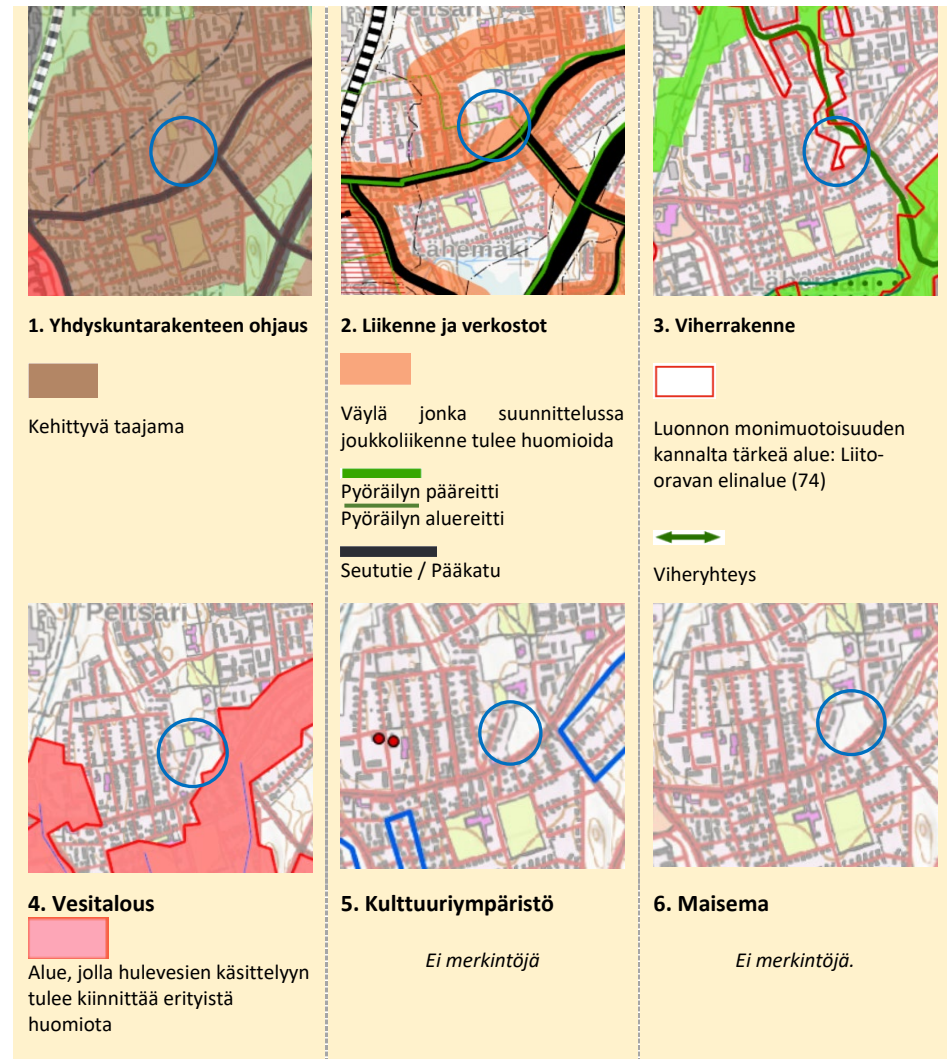 Peitsari
Lähemäki
1. Yhdyskuntarakenteen ohjaus
Kehittyvä taajama
2. Liikenne ja verkostot
Väylä jonka suunnittelussa
joukkoliikenne tulee huomioida
Pyöräilyn pääreitti
Pyöräilyn aluereitti
Seututie / Pääkatu
3. Viherrakenne
Luonnon monimuotoisuuden
kannalta tärkeä alue: Liito-
oravan elinalue (74)
Viheryhteys
Peitsari
4. Vesitalous
Alue, jolla hulevesien käsittelyyn
tulee kiinnittää erityistä
huomiota
5. Kulttuuriympäristö
Ei merkintöjä
6. Maisema
Ei merkintöjä.